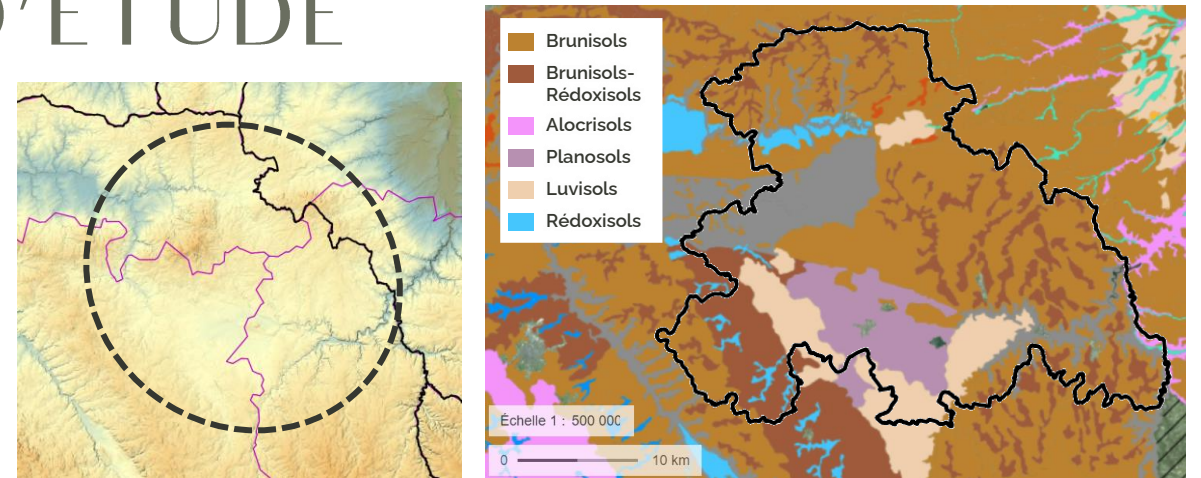 D'ÉTUDE
Brunisols
Brunisols-
Rédoxisols
Alocrisols
Planosols
Luvisols
Rédoxisols
Échelle 1 : 500 000
0 10 km